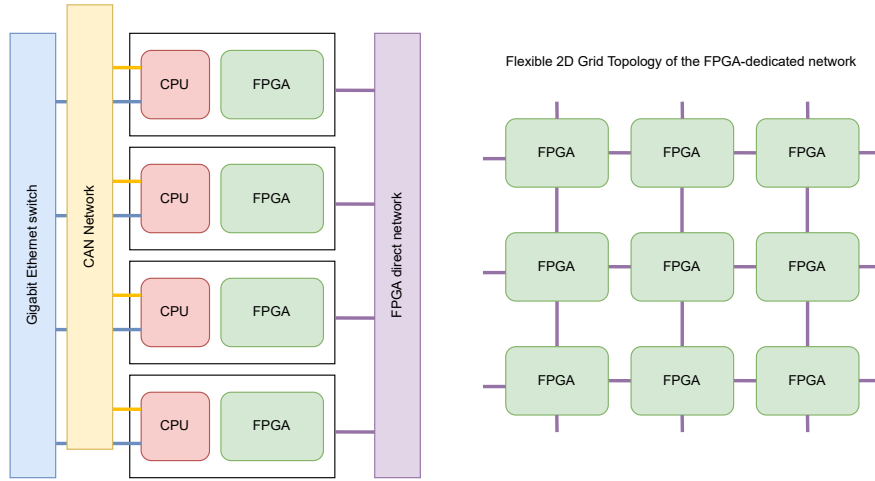 Gigabit Ethernet switch
CAN Network
CPU
FPGA
CPU
FPGA
CPU
FPGA
CPU
FPGA
FPGA direct network
Flexible 2D Grid Topology of the FPGA-dedicated network
FPGA
FPGA
FPGA
FPGA
FPGA
FPGA
FPGA
FPGA
FPGA